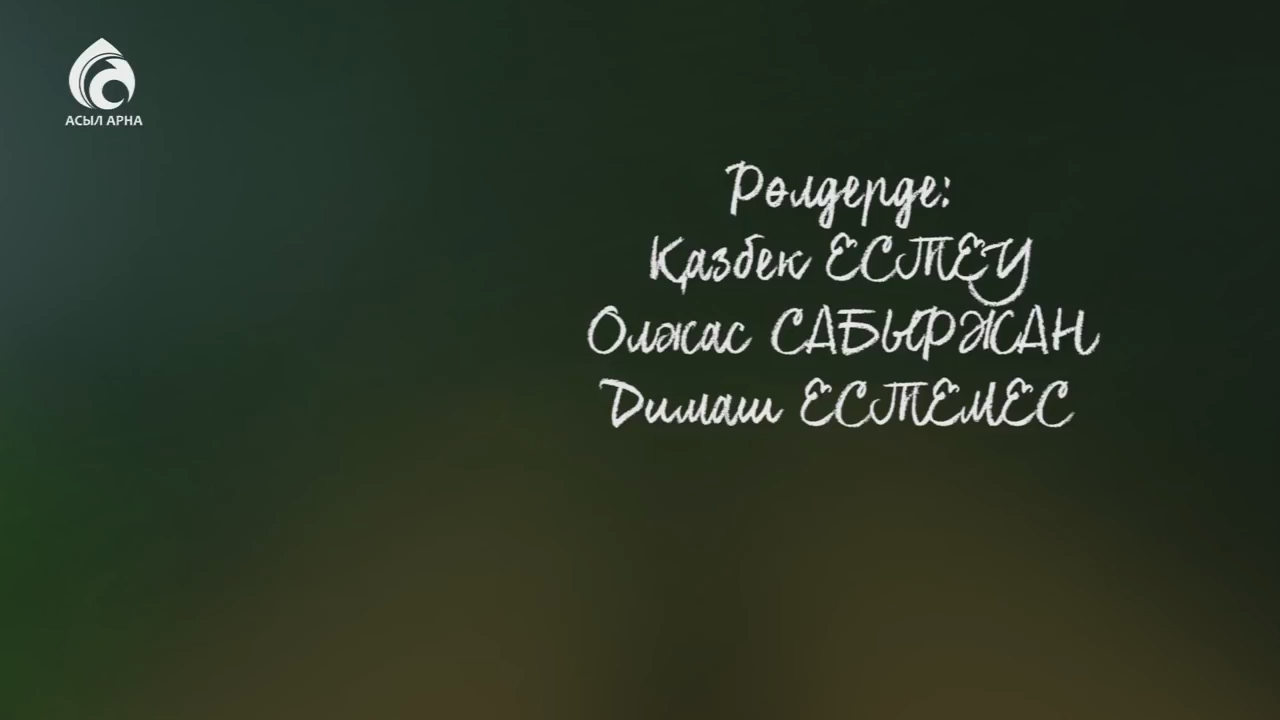 АСЫЛ АРНА
Рөлдерде:
Қазбек ЕСТЕУ
Олжас САБЫРЖАН
Димаш ЕСТЕМЕС